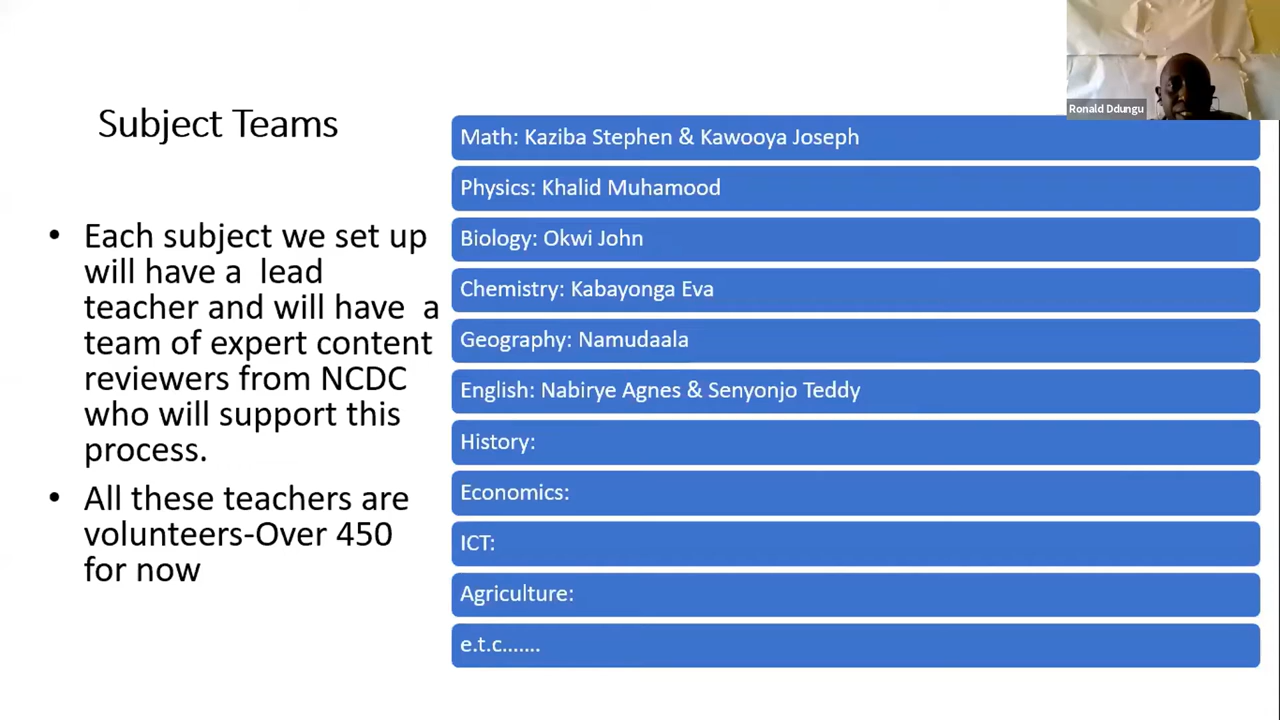 Ronald Ddungu
Subject Teams
• Each subject we set up
will have a lead
teacher and will have a
team of expert content
reviewers from NCDC
who will support this
process.
• All these teachers are
volunteers-Over 450
for now
Math: Kaziba Stephen & Kawooya Joseph
Physics: Khalid Muhamood
Biology: Okwi John
Chemistry: Kabayonga Eva
Geography: Namudaala
English: Nabirye Agnes & Senyonjo Teddy
History:
Economics:
ICT:
Agriculture:
e.t.c.......